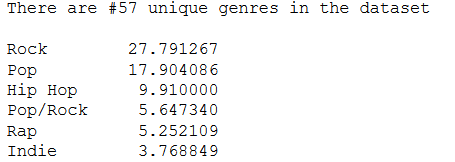 There are #57 unique genres in the dataset
Rock 27.791267
Pop 17.904086
Hip Hop 9.910000
Pop/Rock 5.647340
Rap 5.252109
Indie 3.768849